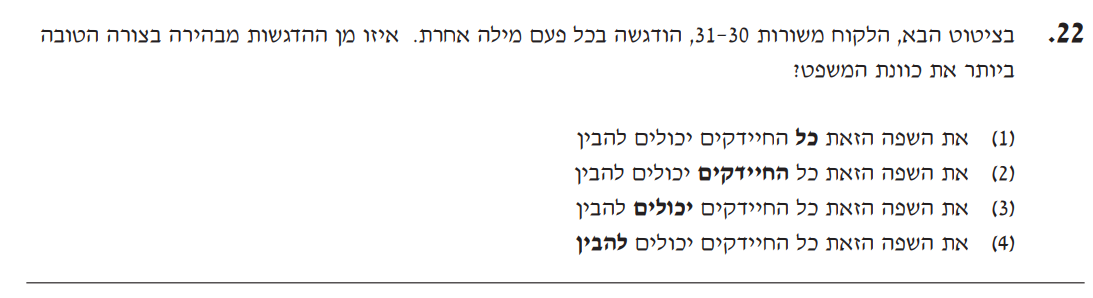 22. בציטוט הבא, הלקוח משורות 30–31, הודגשה בכל פעם מילה אחרת. איזו מן ההדגשות מבהירה בצורה הטובה
ביותר את כוונת המשפט?
(1) את השפה הזאת כל החיידקים יכולים להבין
(2) את השפה הזאת כל החיידקים יכולים להבין
(3) את השפה הזאת כל החיידקים יכולים להבין
(4) את השפה הזאת כל החיידקים יכולים להבין